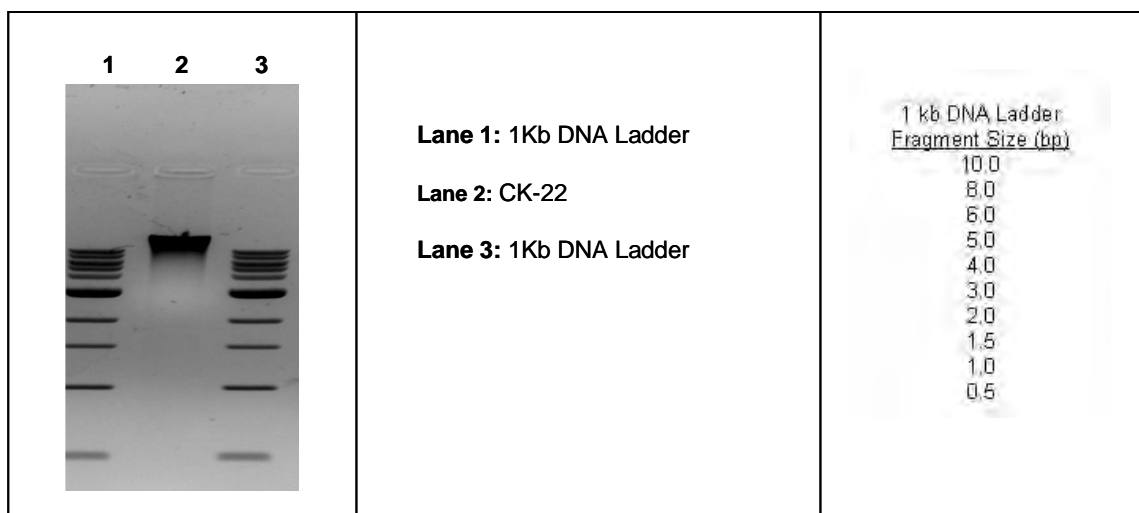 1 2 3
Lane 1: 1Kb DNA Ladder
Lane 2: CK-22
Lane 3: 1Kb DNA Ladder
1 kb DNA Ladder
Fragment Size (bp)
10.0
8.0
6.0
5.0
4.0
3.0
2.0
1.5
1.0
0.5